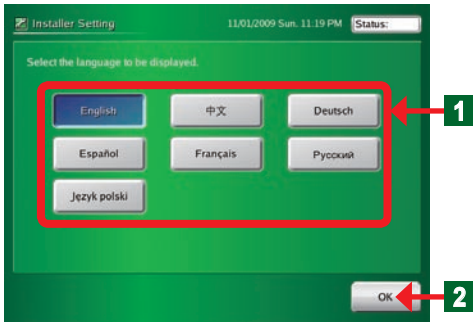 Installer Setting 11/01/2009 Sun. 11:19 PM Status:
Select the language to be displayed.
English 中文 Deutsch 1
Español Français Русский
Język polski
OK 2